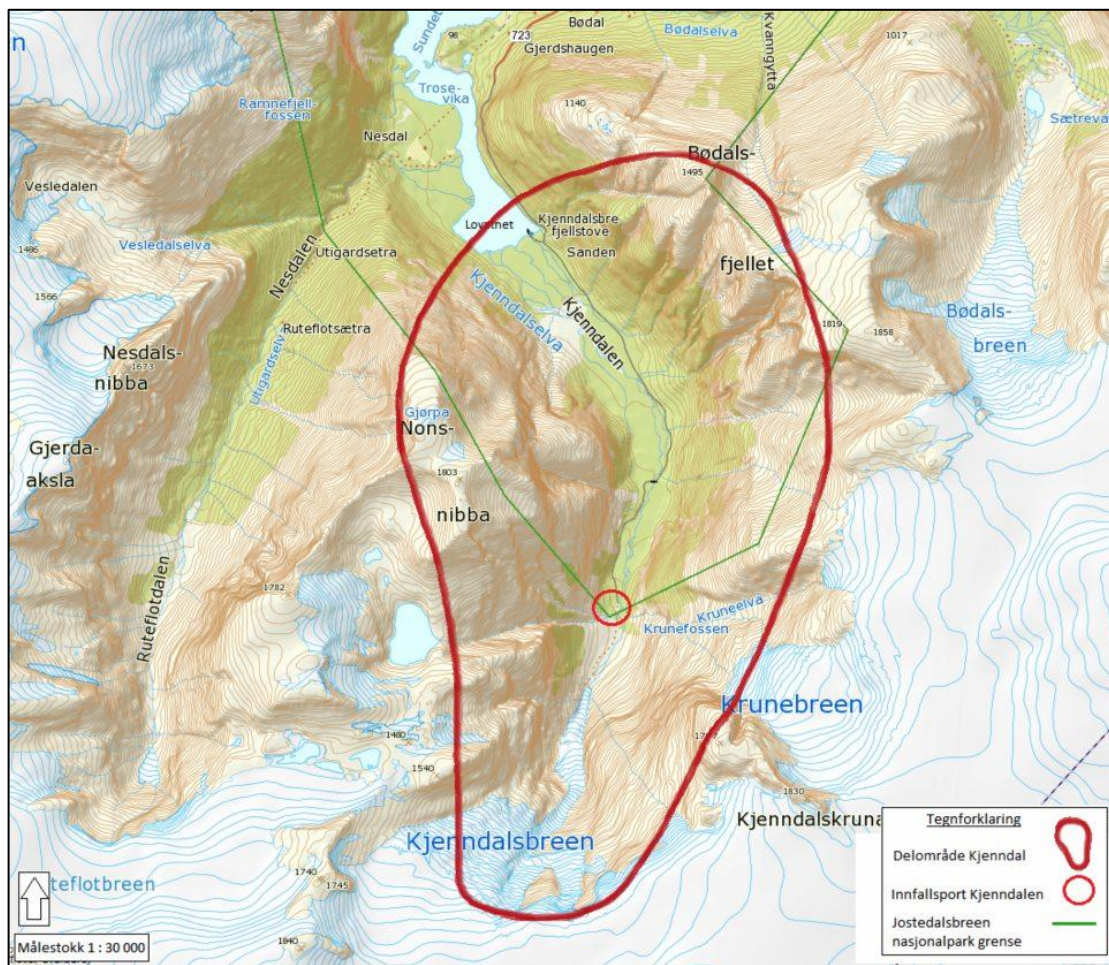 Sundet
Bødal
98
723
Gjerdshaugen
Bødalselva
Kvanngytta
1017
Trose-
vika
Ramnefjell-
fossen
1140
Nesdal
Sætreva
Bødals-
1495
Vesledalen
Vesledalselva
1486
Nesdalen
Utigardsetra
Lovatnet
Kjenndalsbre
fjellstove
Sanden
fjellet
1566
Kjenndalselva
Kjenndalen
Bødals-
breen
Ruteflotsætra
1819
1858
Nesdals-
1673
nibba
Utigardselva
Gjørpa
Nons-
Gjerda-
aksla
1803
nibba
1782
Ruteflotdalen
Kruneelva
Krunefossen
Krunebreen
1480
1540
1830
Kjenndalskruna
Kjenndalsbreen
1740
1745
teflotbreen
1840
Målestokk 1 : 30 000
Tegnforklaring
Delområde Kjenndal
Innfallsport Kjenndalen
Jostedalsbreen
nasjonalpark grense